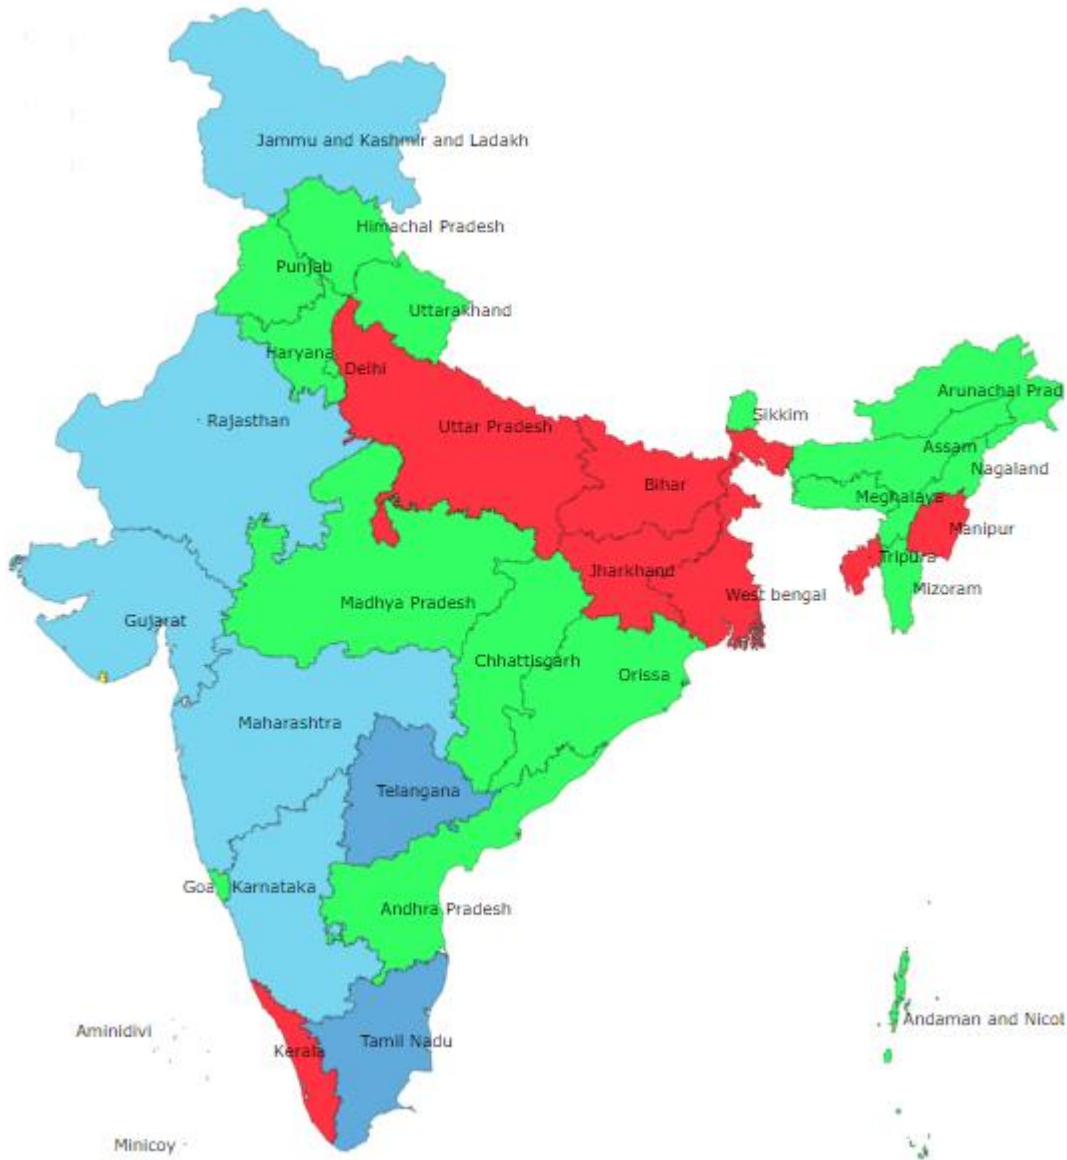 Jammu and Kashmir and Ladakh
Himachal Pradesh
Punjab
Uttarakhand
Haryana
Delhi
Arunachal Prad
Sikkim
Rajasthan
Uttar Pradesh
Assam
Nagaland
Bihar
Meghalaya
Manipur
Tripura
Jharkhand
Mizoram
West bengal
Madhya Pradesh
Gujarat
Chhattisgarh
Orissa
Maharashtra
Telangana
Goa
Karnataka
Andhra Pradesh
Andaman and Nicot
Aminidivi
Tamil Nadu
Kerala
Minicoy